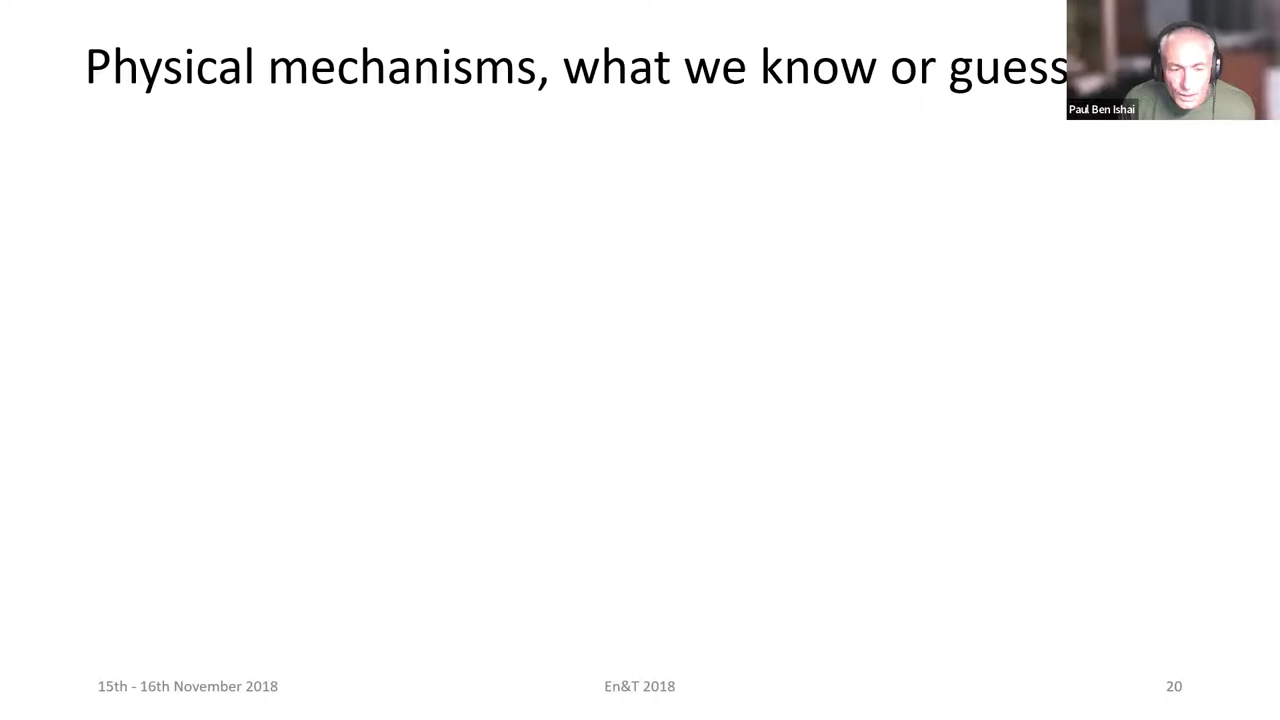 Physical mechanisms, what we know or guess
Paul Ben Ishai
15th - 16th November 2018
En&T 2018
20